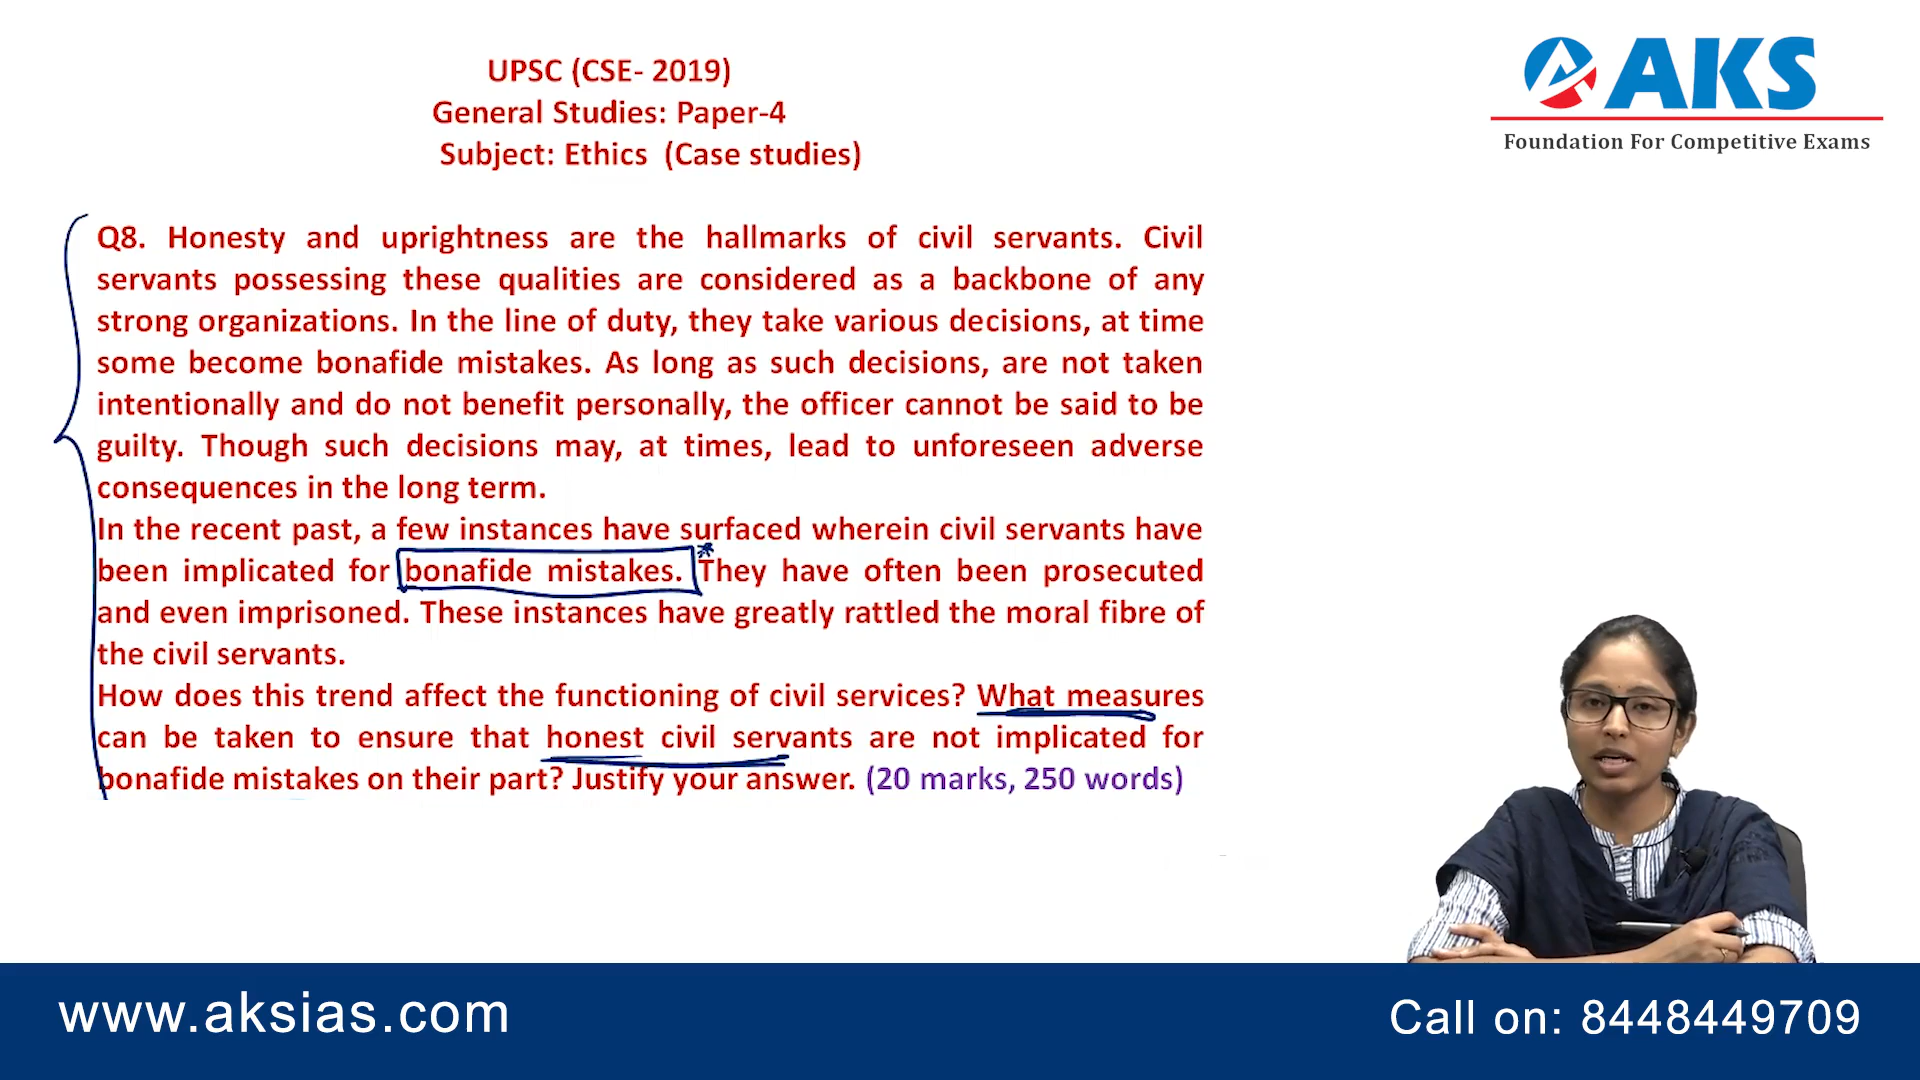 UPSC (CSE- 2019)
General Studies: Paper-4
Subject: Ethics (Case studies)
AKS
Foundation For Competitive Exams
Q8. Honesty and uprightness are the hallmarks of civil servants. Civil
servants possessing these qualities are considered as a backbone of any
strong organizations. In the line of duty, they take various decisions, at time
some become bonafide mistakes. As long as such decisions, are not taken
intentionally and do not benefit personally, the officer cannot be said to be
guilty. Though such decisions may, at times, lead to unforeseen adverse
consequences in the long term.
In the recent past, a few instances have surfaced wherein civil servants have
been implicated for bonafide mistakes. They have often been prosecuted
and even imprisoned. These instances have greatly rattled the moral fibre of
the civil servants.
How does this trend affect the functioning of civil services? What measures
can be taken to ensure that honest civil servants are not implicated for
bonafide mistakes on their part? Justify your answer. (20 marks, 250 words)
www.aksias.com
Call on: 8448449709